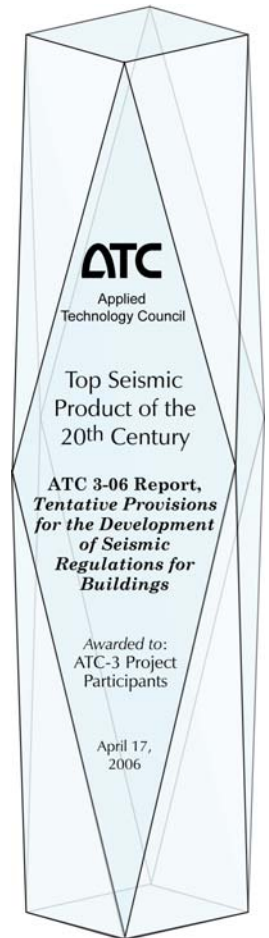 ATC
Applied
Technology Council
Top Seismic
Product of the
20th Century
ATC 3-06 Report,
Tentative Provisions
for the Development
of Seismic
Regulations for
Buildings
Awarded to:
ATC-3 Project
Participants
April 17,
2006